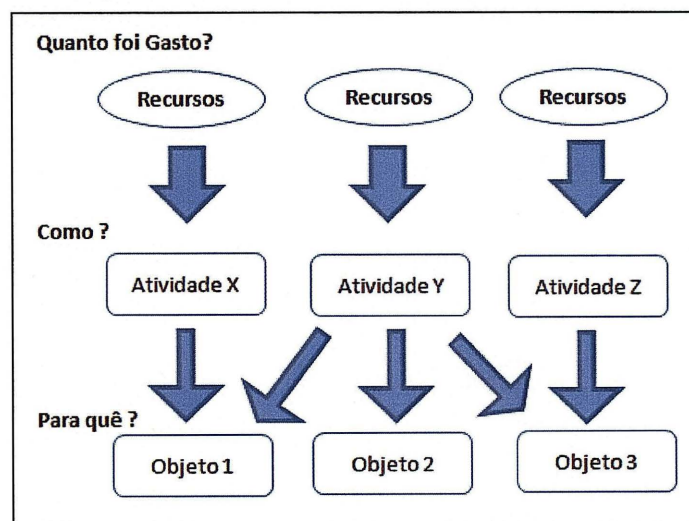 Quanto foi Gasto?
Recursos Recursos Recursos
Como ?
Atividade X Atividade Y Atividade Z
Para quê ?
Objeto 1 Objeto 2 Objeto 3